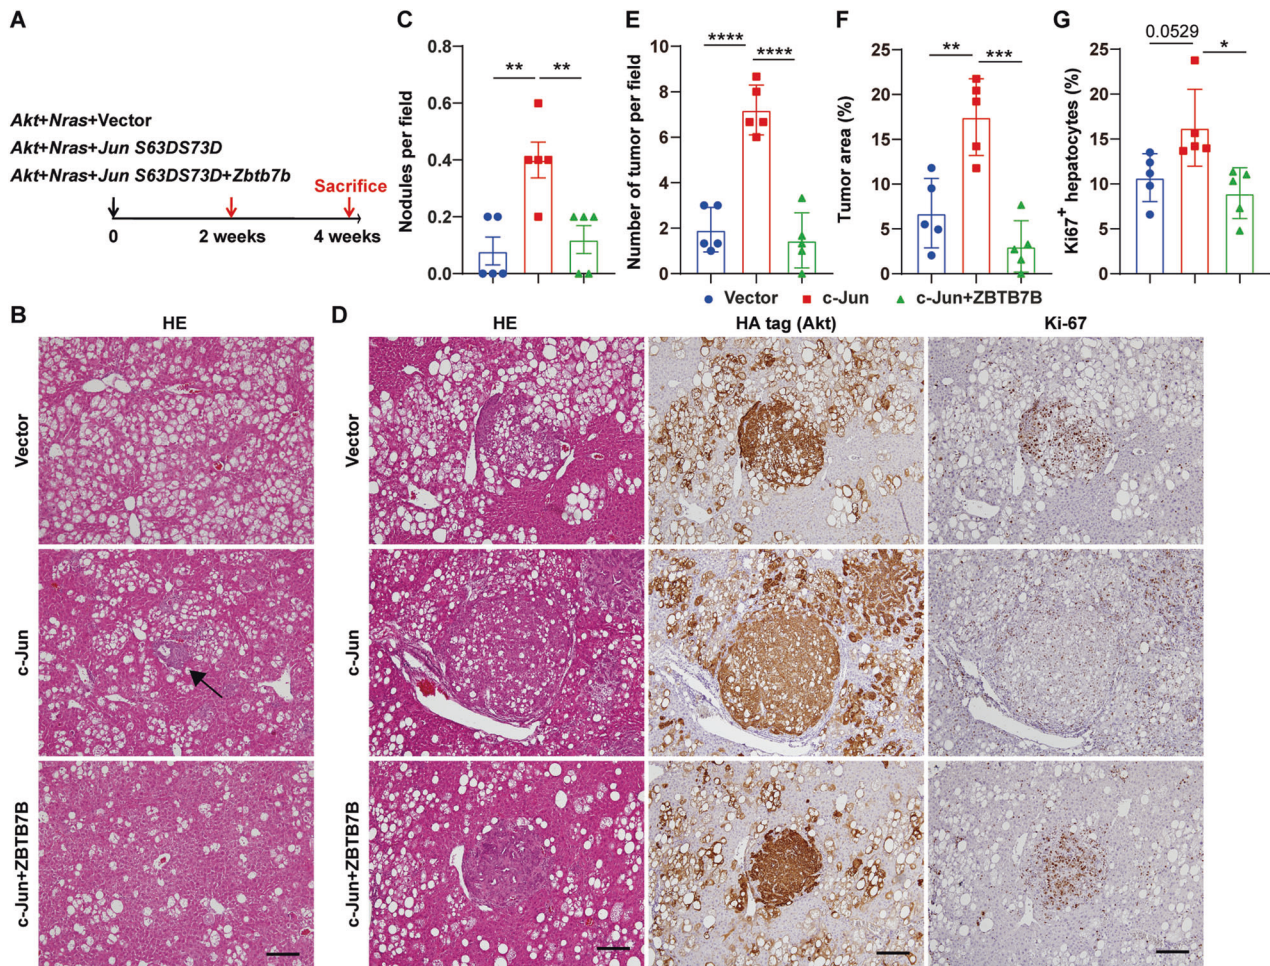 A
Akt+Nras+Vector
Akt+Nras+Jun S63DS73D
Akt+Nras+Jun S63DS73D+Zbtb7b
Sacrifice
0 2 weeks 4 weeks
C
Nodules per field
0.8
0.6
0.4
0.2
0.0
** **
E
Number of tumor per field
10
8
6
4
2
0
**** ****
F
Tumor area (%)
25
20
15
10
5
0
** ***
G
Ki67+ hepatocytes (%)
25
20
15
10
5
0
0.0529 *
Vector c-Jun c-Jun+ZBTB7B
B
HE
Vector
c-Jun
c-Jun+ZBTB7B
D
HE HA tag (Akt) Ki-67
Vector
c-Jun
c-Jun+ZBTB7B